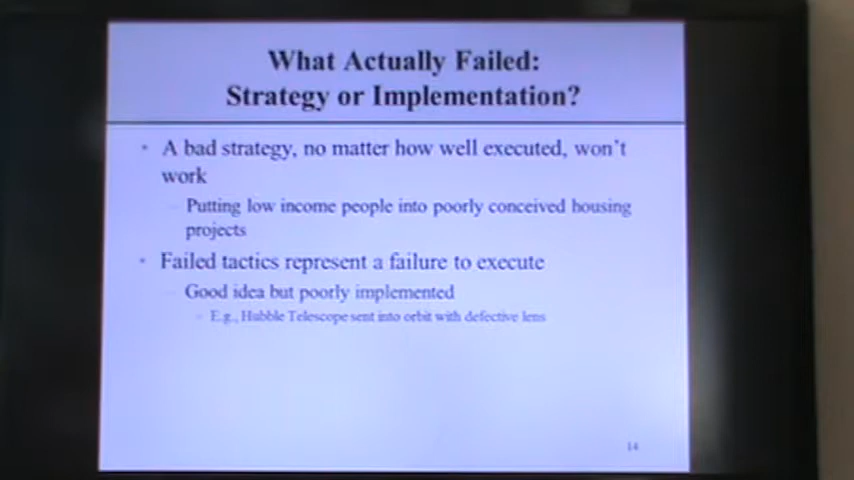 What Actually Failed:
Strategy or Implementation?
• A bad strategy, no matter how well executed, won't
work
– Putting low income people into poorly conceived housing
projects
• Failed tactics represent a failure to execute
– Good idea but poorly implemented
– E.g., Hubble Telescope sent into orbit with defective lens
14